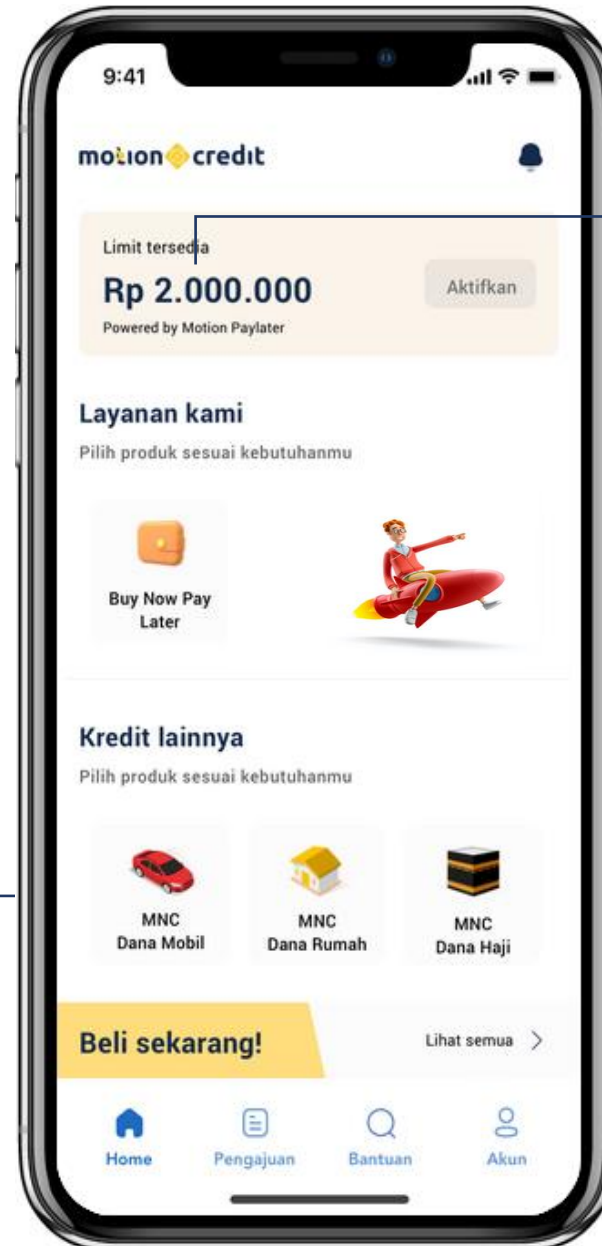 9:41
motion credit
Limit tersedia
Rp 2.000.000
Aktifkan
Powered by Motion Paylater
Layanan kami
Pilih produk sesuai kebutuhanmu
Buy Now Pay
Later
Kredit lainnya
Pilih produk sesuai kebutuhanmu
MNC
Dana Mobil
MNC
Dana Rumah
MNC
Dana Haji
Beli sekarang!
Lihat semua
Home
Pengajuan
Bantuan
Akun